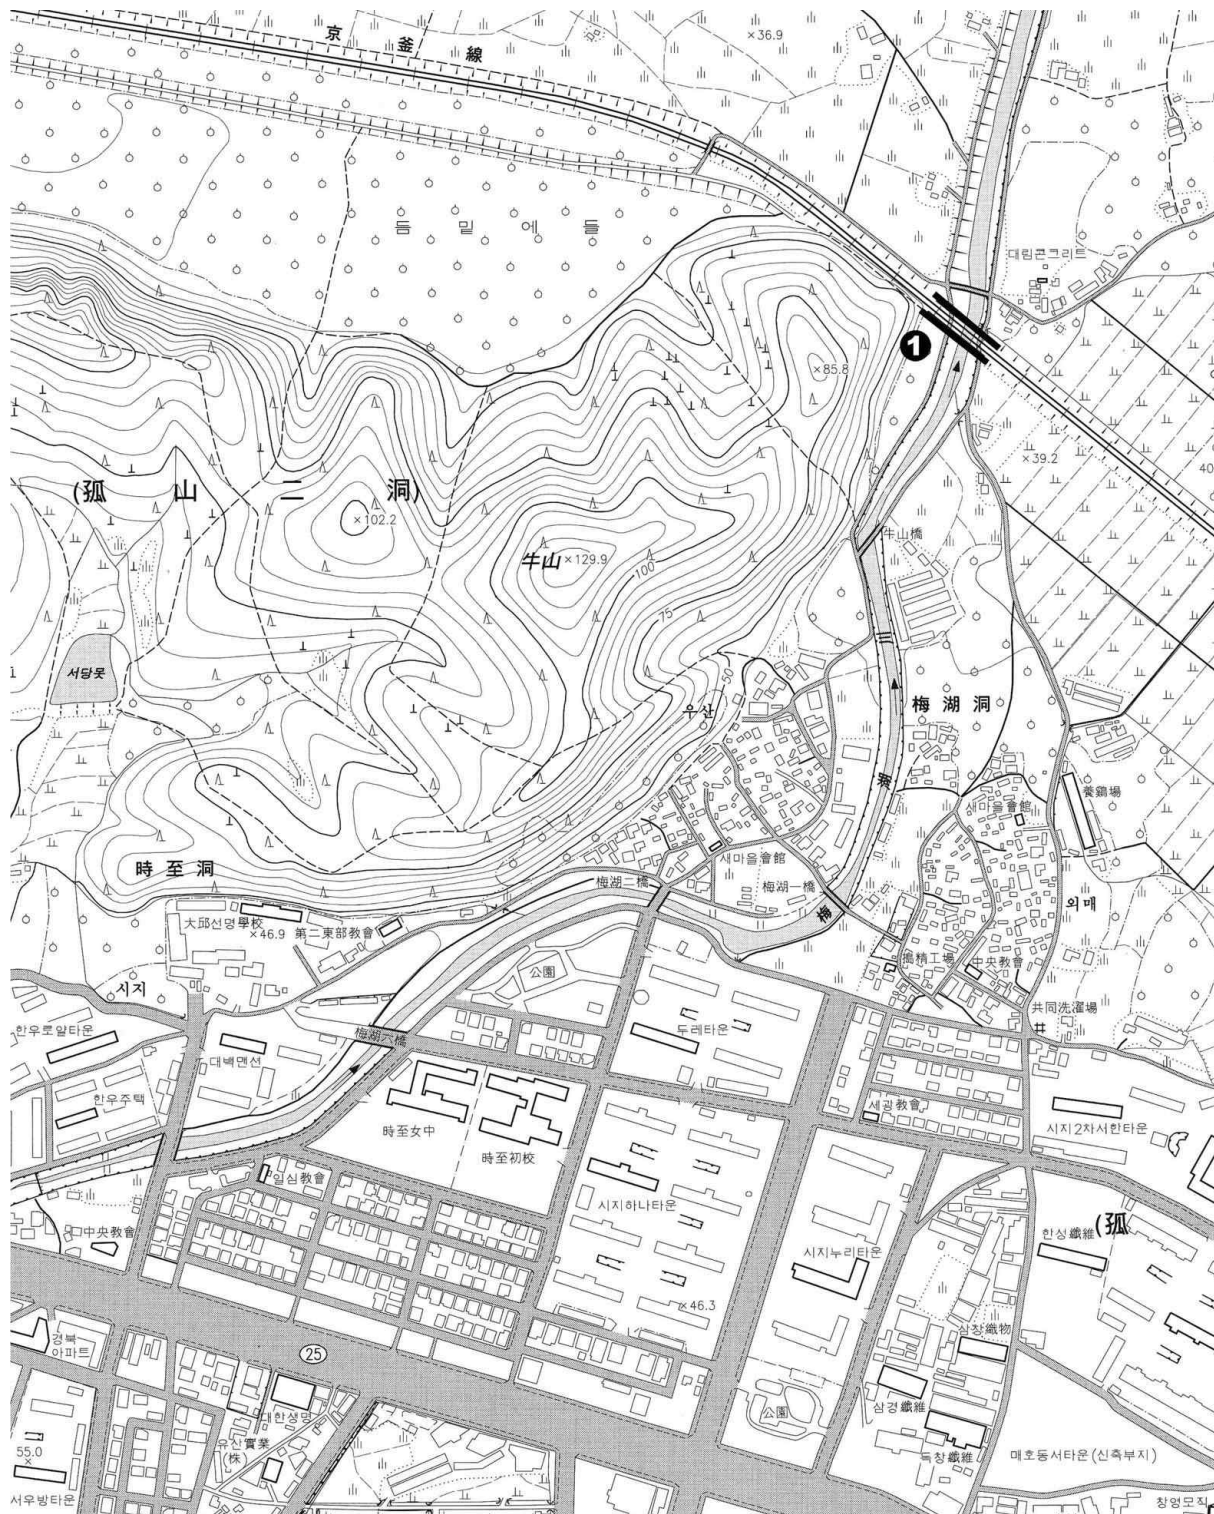 ×36.9
京釜線
듬밑에들
대림콘크리트
❶
×85.8
×39.2
40
(孤山二洞)
×102.2
牛山橋
牛山 ×129.9
100
75
서당못
50
우산
三
梅湖洞
養鷄場
새마을會館
時至洞
새마을會館
梅湖二橋
梅湖一橋
梅
외매
大邱선명學校
×46.9
第二東部教會
搗精工場
中央教會
公園
시지
共同洗濯場
한우로얄타운
梅湖六橋
두레타운
대백맨션
한우주택
세광教會
時至女中
時至初校
시지2차서한타운
일심教會
시지하나타운
中央教會
시지누리타운
한성纖維
(孤
×46.3
삼창織物
경북
아파트
25
삼경纖維
公園
대한생명
유산實業
(株)
독창纖維
매호동서타운(신축부지)
55.0
×
서우방타운
창영모직